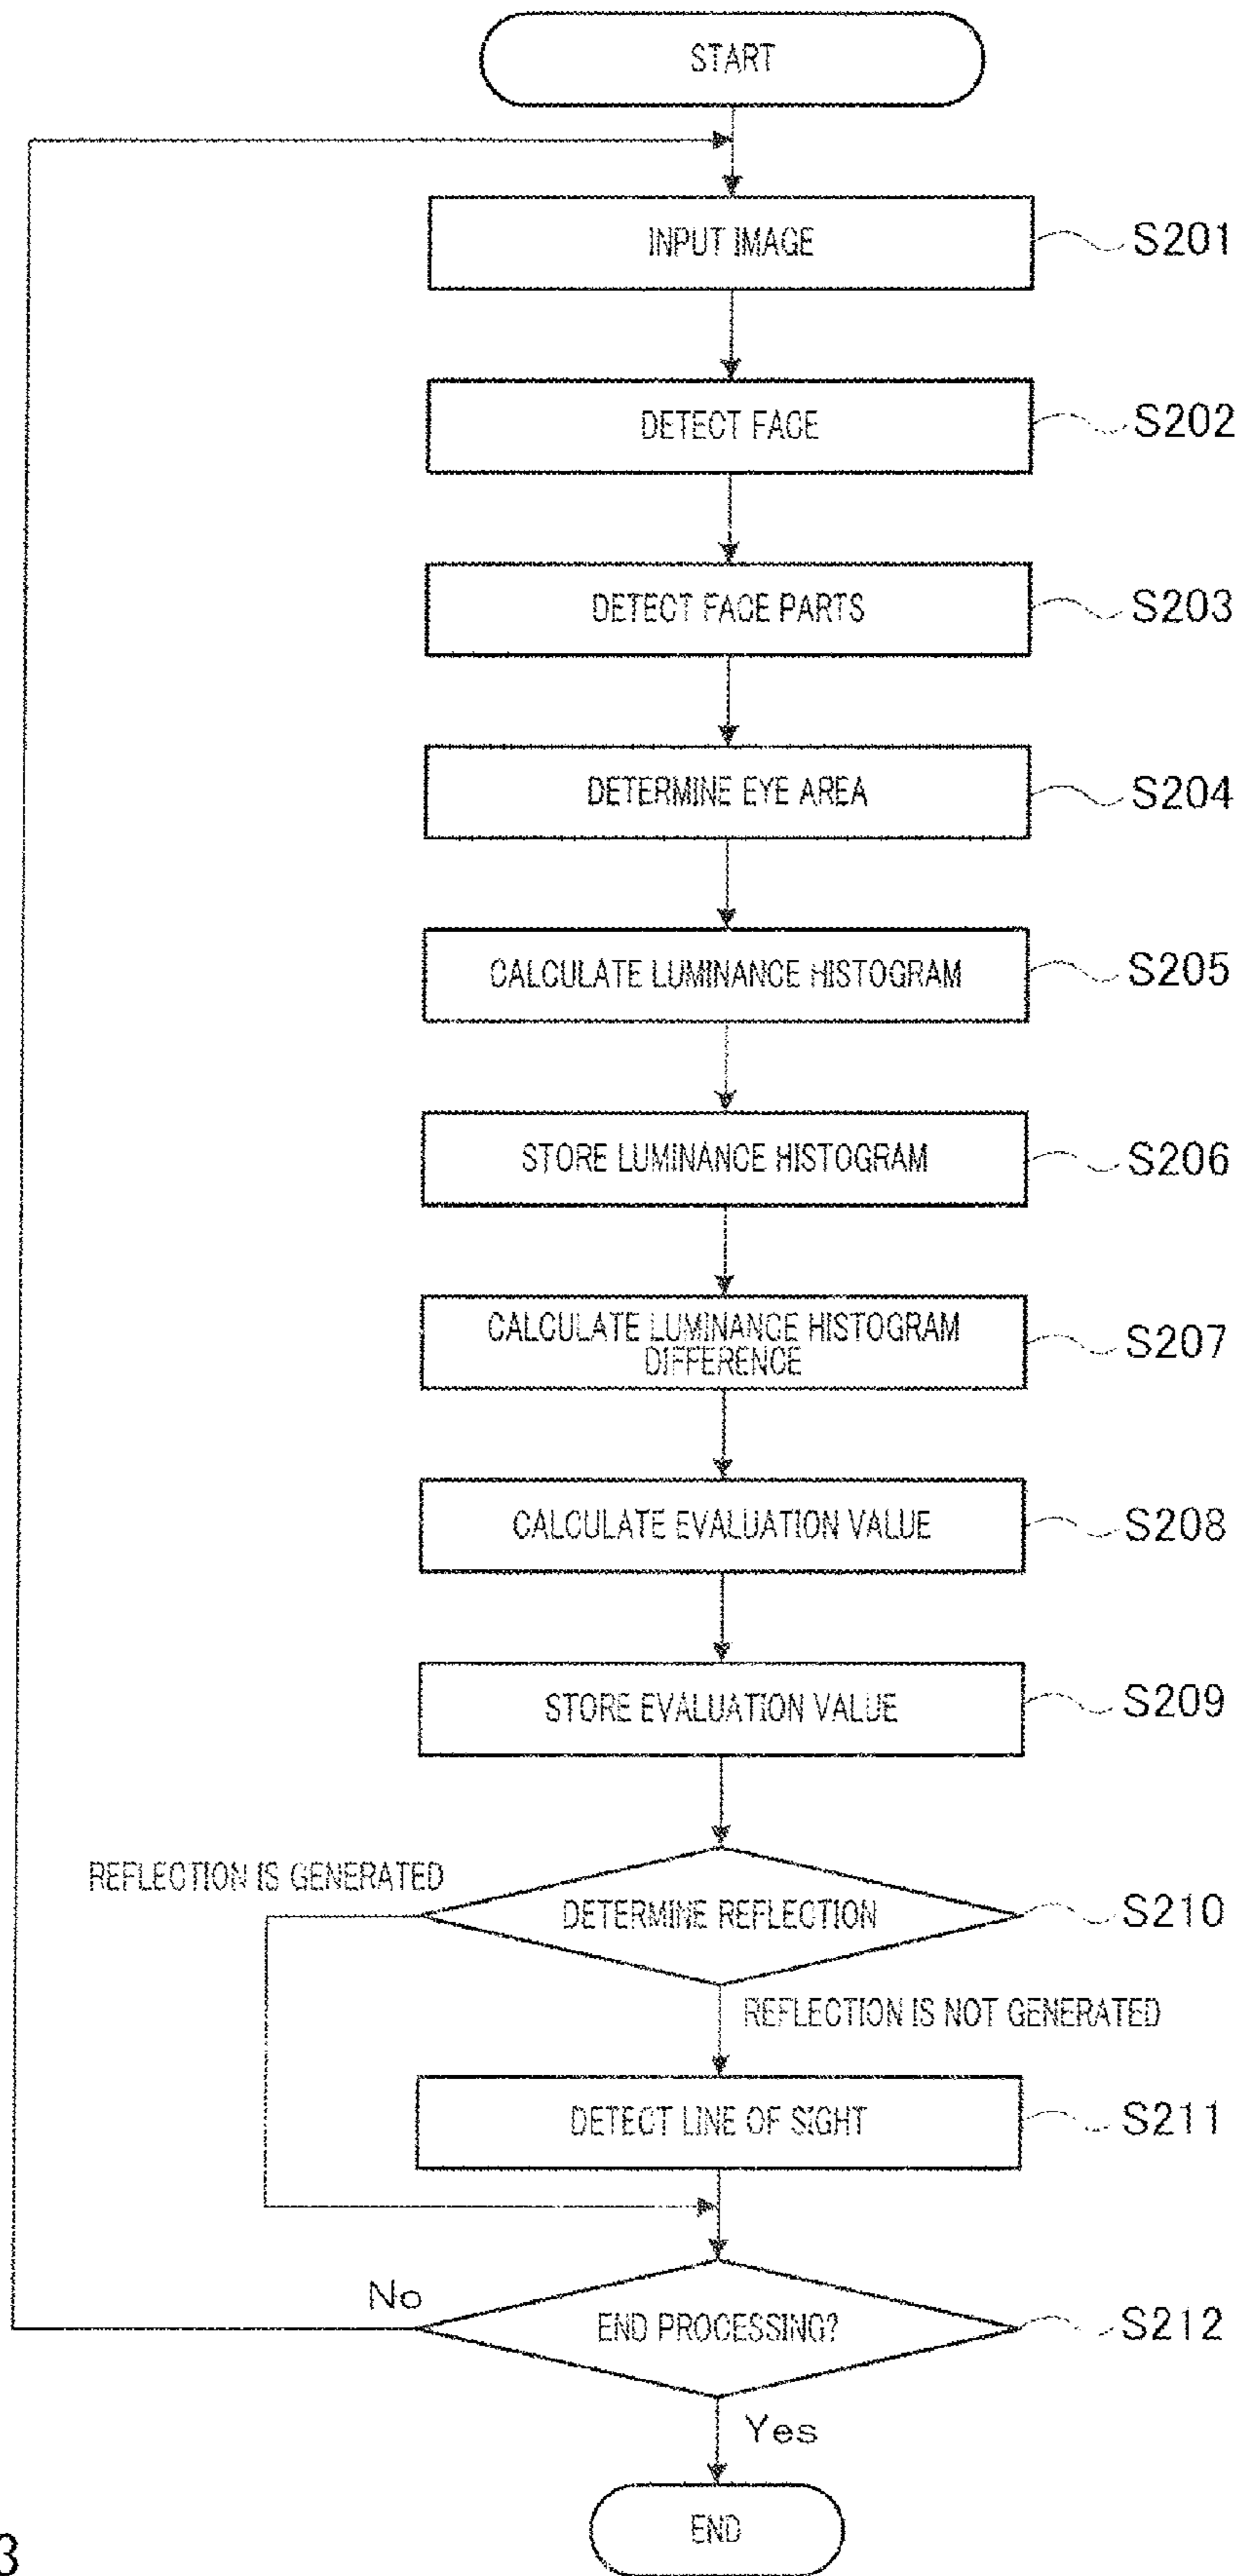 START
INPUT IMAGE
S201
DETECT FACE
S202
DETECT FACE PARTS
S203
DETERMINE EYE AREA
S204
CALCULATE LUMINANCE HISTOGRAM
S205
STORE LUMINANCE HISTOGRAM
S206
CALCULATE LUMINANCE HISTOGRAM
DIFFERENCE
S207
CALCULATE EVALUATION VALUE
S208
STORE EVALUATION VALUE
S209
REFLECTION IS GENERATED
DETERMINE REFLECTION
S210
REFLECTION IS NOT GENERATED
DETECT LINE OF SIGHT
S211
No
END PROCESSING?
S212
Yes
END
3